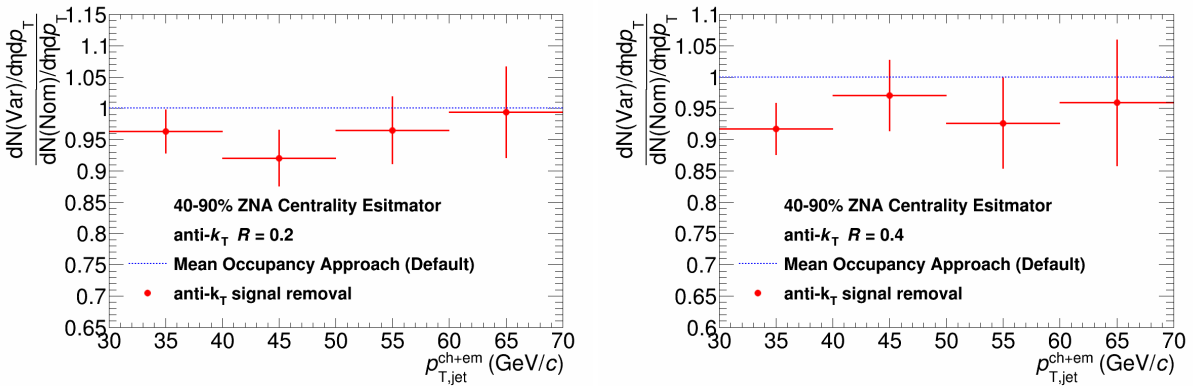 dN(Var)/dηdp_T
dN(Nom)/dηdp_T
1.15
1.1
1.05
1
0.95
0.9
0.85
0.8
0.75
0.7
0.65
40-90% ZNA Centrality Esitmator
anti-k_T R = 0.2
Mean Occupancy Approach (Default)
anti-k_T signal removal
30 35 40 45 50 55 60 65 70
p_T,jet^ch+em (GeV/c)
dN(Var)/dηdp_T
dN(Nom)/dηdp_T
1.1
1.05
1
0.95
0.9
0.85
0.8
0.75
0.7
0.65
0.6
40-90% ZNA Centrality Esitmator
anti-k_T R = 0.4
Mean Occupancy Approach (Default)
anti-k_T signal removal
30 35 40 45 50 55 60 65 70
p_T,jet^ch+em (GeV/c)